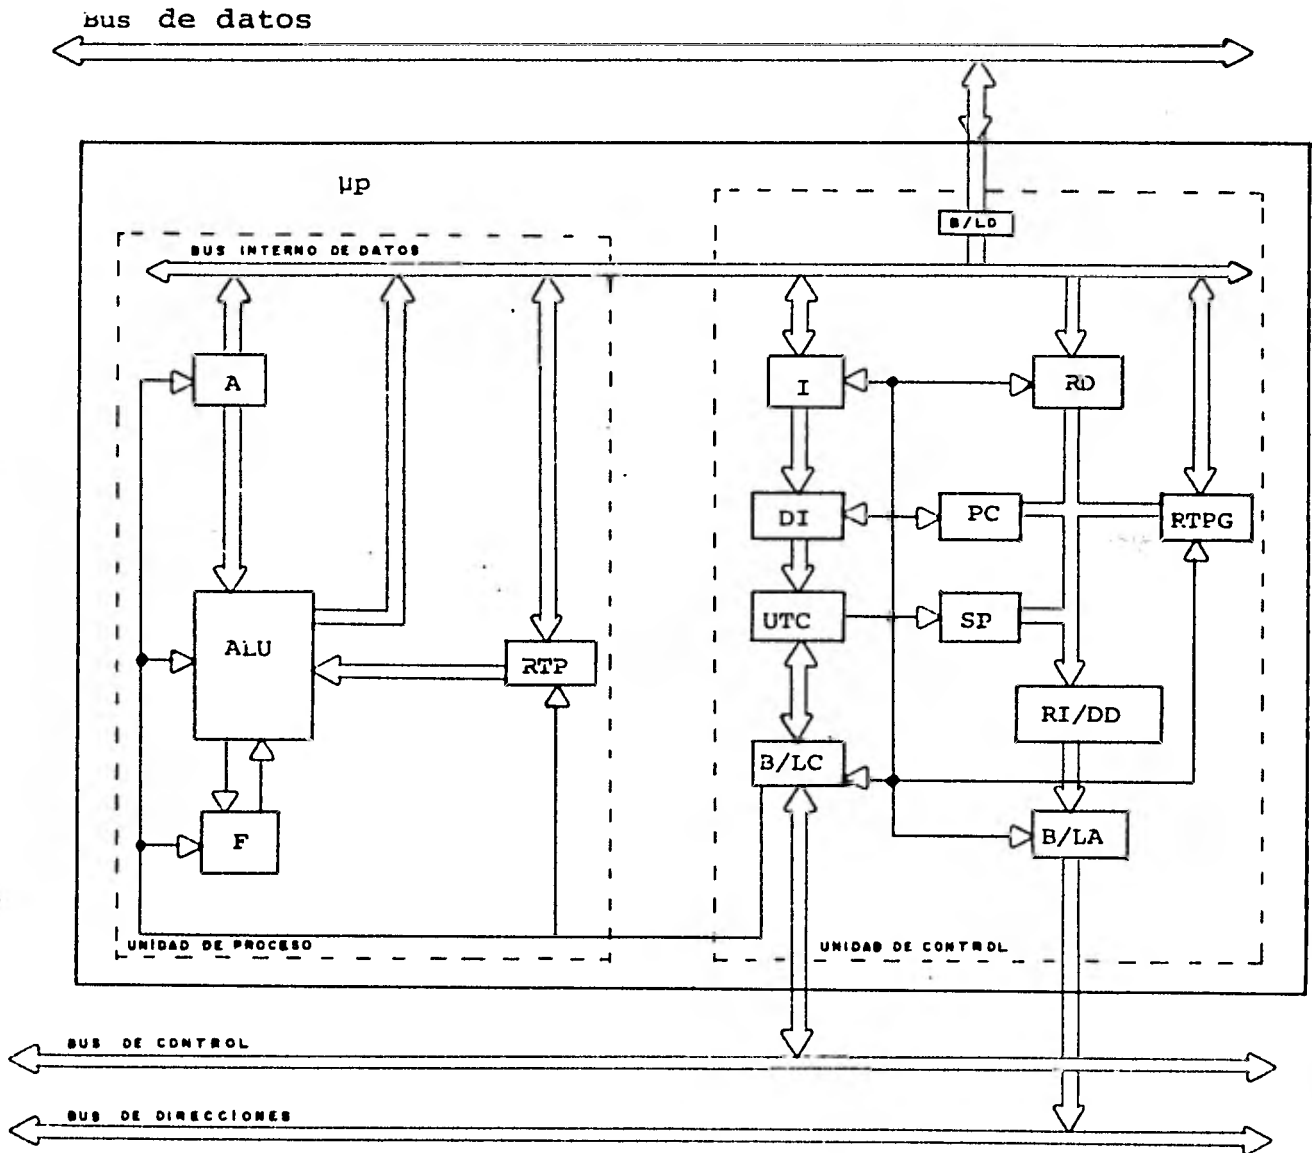 Bus de datos
µp
B/LD
BUS INTERNO DE DATOS
A
I
RD
DI
PC
RTPG
ALU
UTC
SP
RTP
RI/DD
B/LC
F
B/LA
UNIDAD DE PROCESO
UNIDAD DE CONTROL
BUS DE CONTROL
BUS DE DIRECCIONES